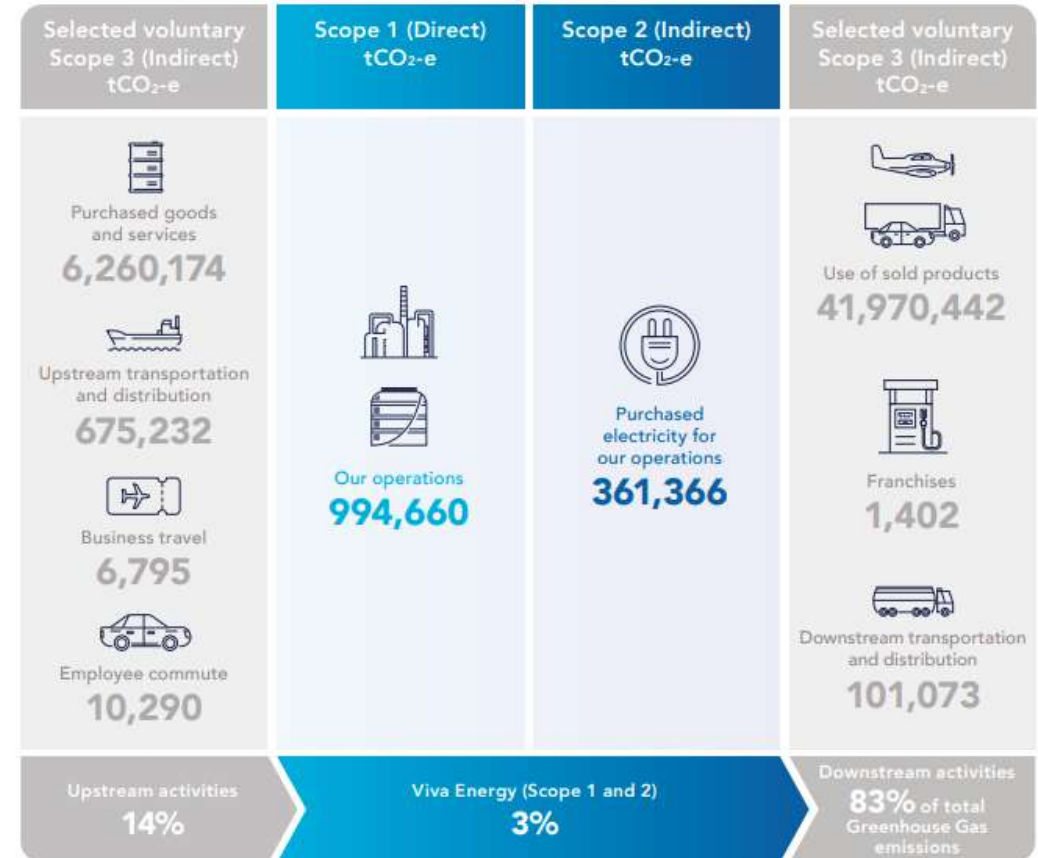 Selected voluntary
Scope 3 (Indirect)
tCO₂-e
Purchased goods
and services
6,260,174
Upstream transportation
and distribution
675,232
Business travel
6,795
Employee commute
10,290
Upstream activities
14%
Scope 1 (Direct)
tCO₂-e
Our operations
994,660
Scope 2 (Indirect)
tCO₂-e
Purchased
electricity for
our operations
361,366
Viva Energy (Scope 1 and 2)
3%
Selected voluntary
Scope 3 (Indirect)
tCO₂-e
Use of sold products
41,970,442
Franchises
1,402
Downstream transportation
and distribution
101,073
Downstream activities
83% of total
Greenhouse Gas
emissions